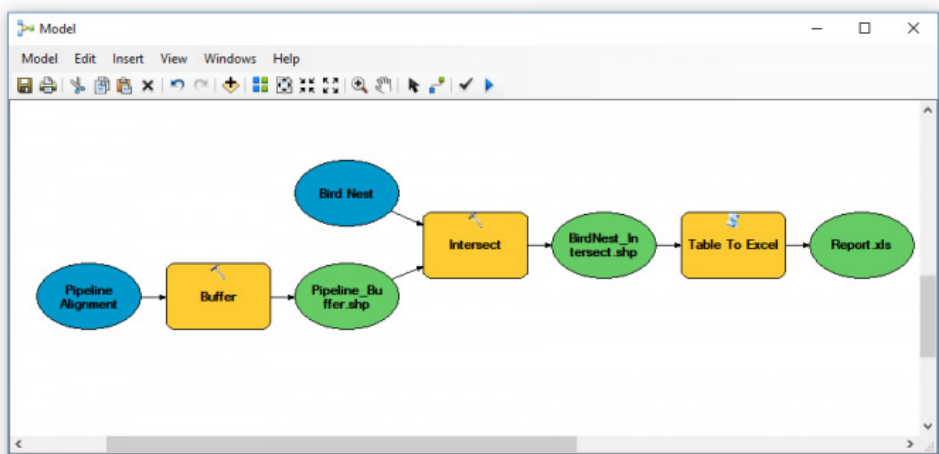 Model
Model Edit Insert View Windows Help
Bird Nest
Intersect
BirdNest_In
tersect.shp
Table To Excel
Report.xls
Pipeline
Alignment
Buffer
Pipeline_Bu
ffer.shp